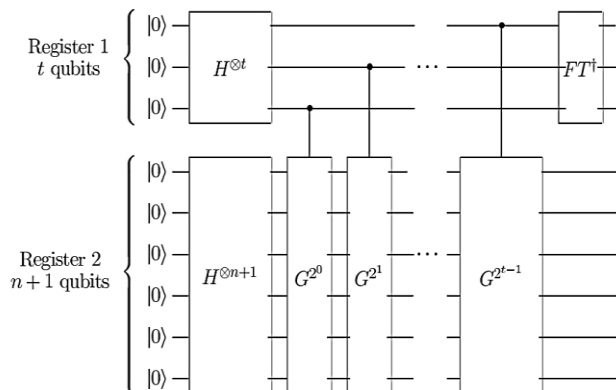 |0⟩
Register 1
t qubits
|0⟩
H^{⊗t}
···
FT^†
|0⟩
|0⟩
|0⟩
Register 2
n + 1 qubits
|0⟩
···
H^{⊗n+1}
G^{2^0}
G^{2^1}
G^{2^{t−1}}
|0⟩
|0⟩
|0⟩